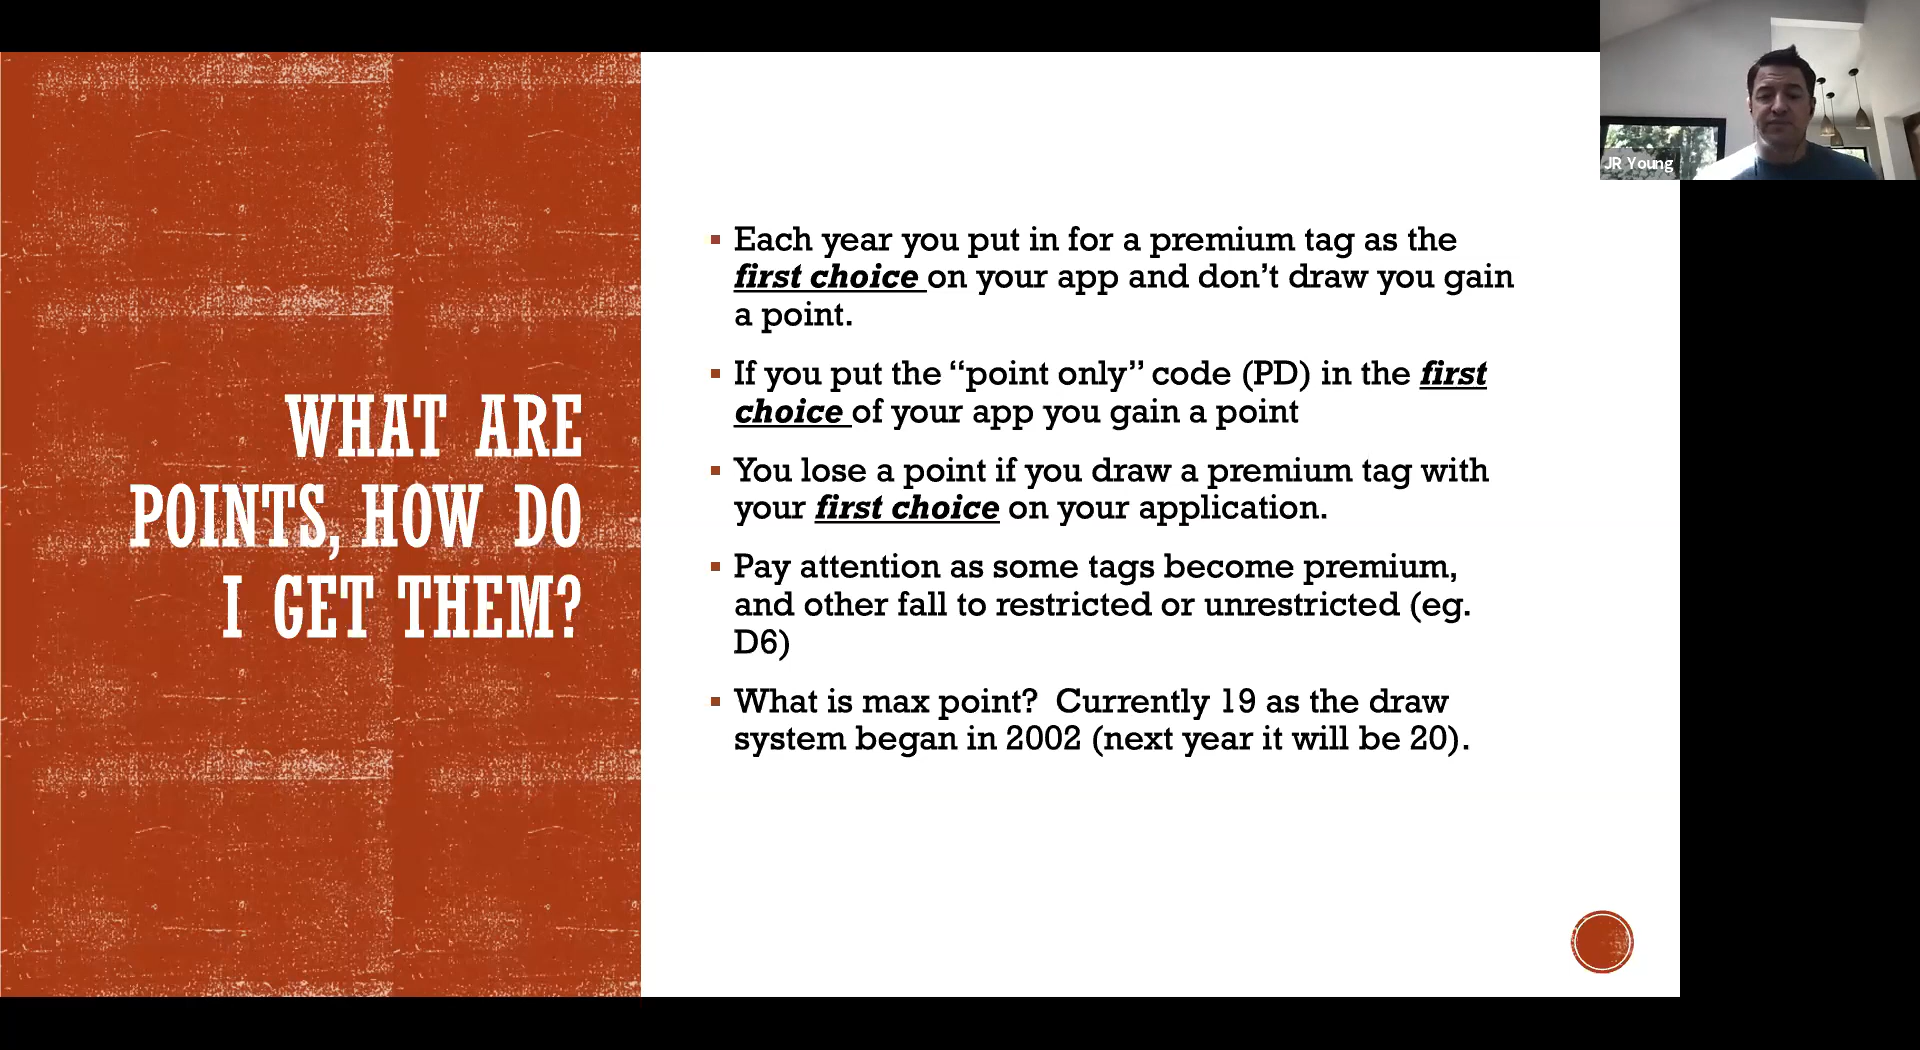 WHAT ARE
POINTS, HOW DO
I GET THEM?
Each year you put in for a premium tag as the
first choice on your app and don’t draw you gain
a point.
If you put the “point only” code (PD) in the first
choice of your app you gain a point
You lose a point if you draw a premium tag with
your first choice on your application.
Pay attention as some tags become premium,
and other fall to restricted or unrestricted (eg.
D6)
What is max point?  Currently 19 as the draw
system began in 2002 (next year it will be 20).
JR Young